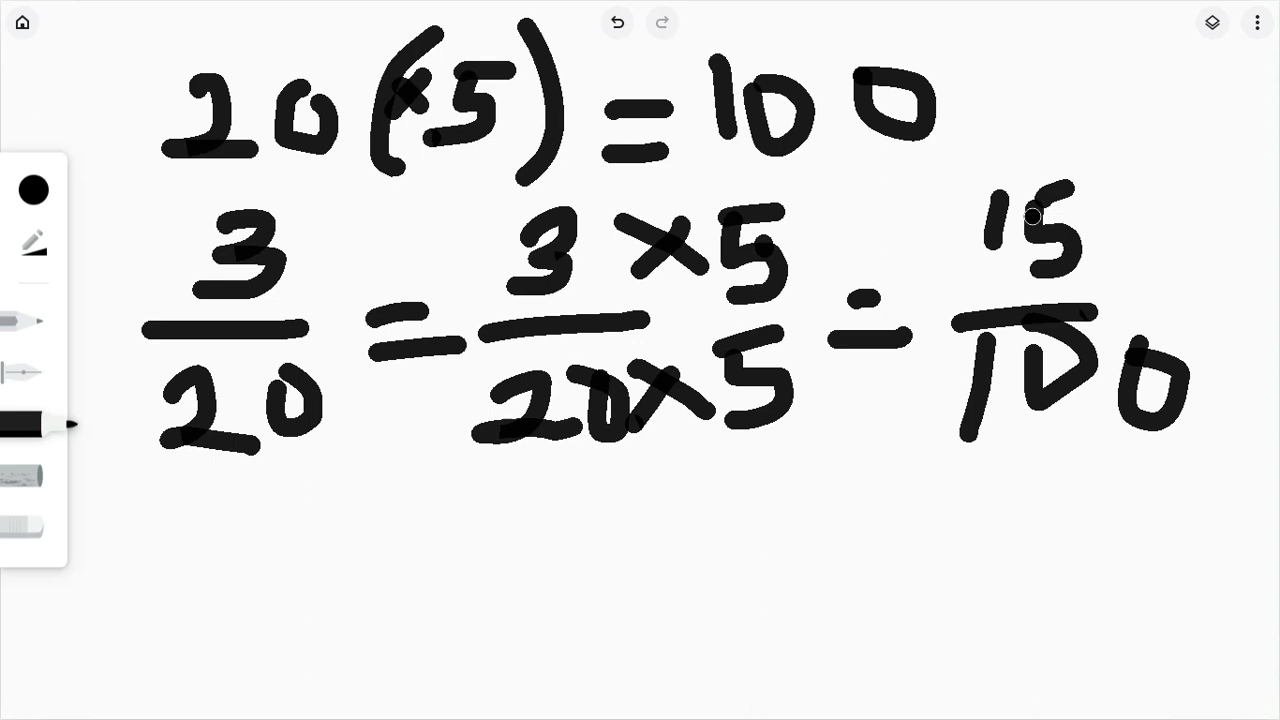 20(×5)=100
3/20 = 3×5/20×5 = 15/100